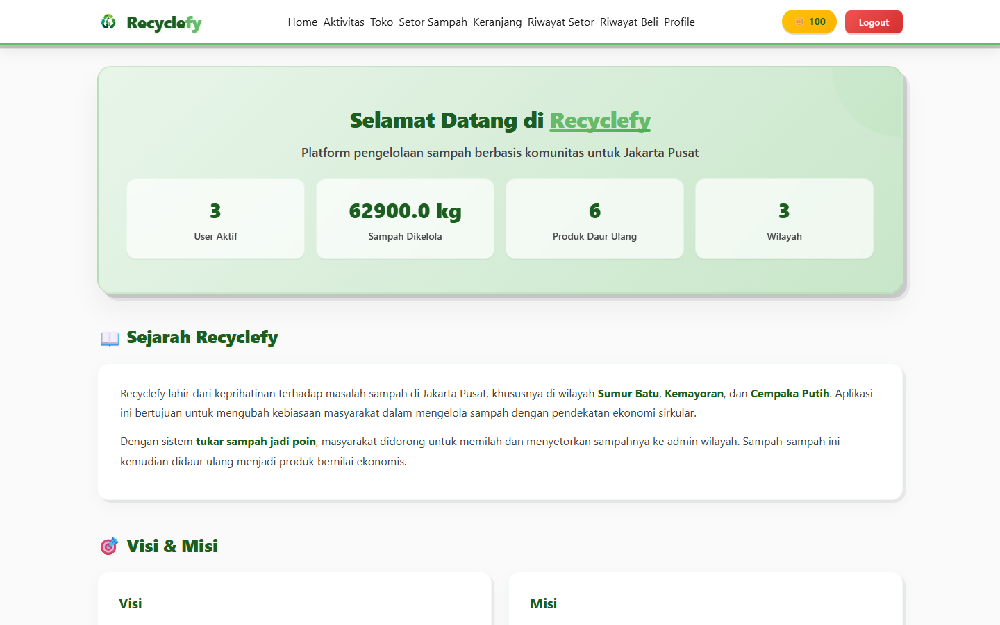 Recyclefy
Home Aktivitas Toko Setor Sampah Keranjang Riwayat Setor Riwayat Beli Profile
100
Logout
Selamat Datang di Recyclefy
Platform pengelolaan sampah berbasis komunitas untuk Jakarta Pusat
3
User Aktif
62900.0 kg
Sampah Dikelola
6
Produk Daur Ulang
3
Wilayah
Sejarah Recyclefy
Recyclefy lahir dari keprihatinan terhadap masalah sampah di Jakarta Pusat, khususnya di wilayah Sumur Batu, Kemayoran, dan Cempaka Putih. Aplikasi
ini bertujuan untuk mengubah kebiasaan masyarakat dalam mengelola sampah dengan pendekatan ekonomi sirkular.
Dengan sistem tukar sampah jadi poin, masyarakat didorong untuk memilah dan menyetorkan sampahnya ke admin wilayah. Sampah-sampah ini
kemudian didaur ulang menjadi produk bernilai ekonomis.
Visi & Misi
Visi
Misi